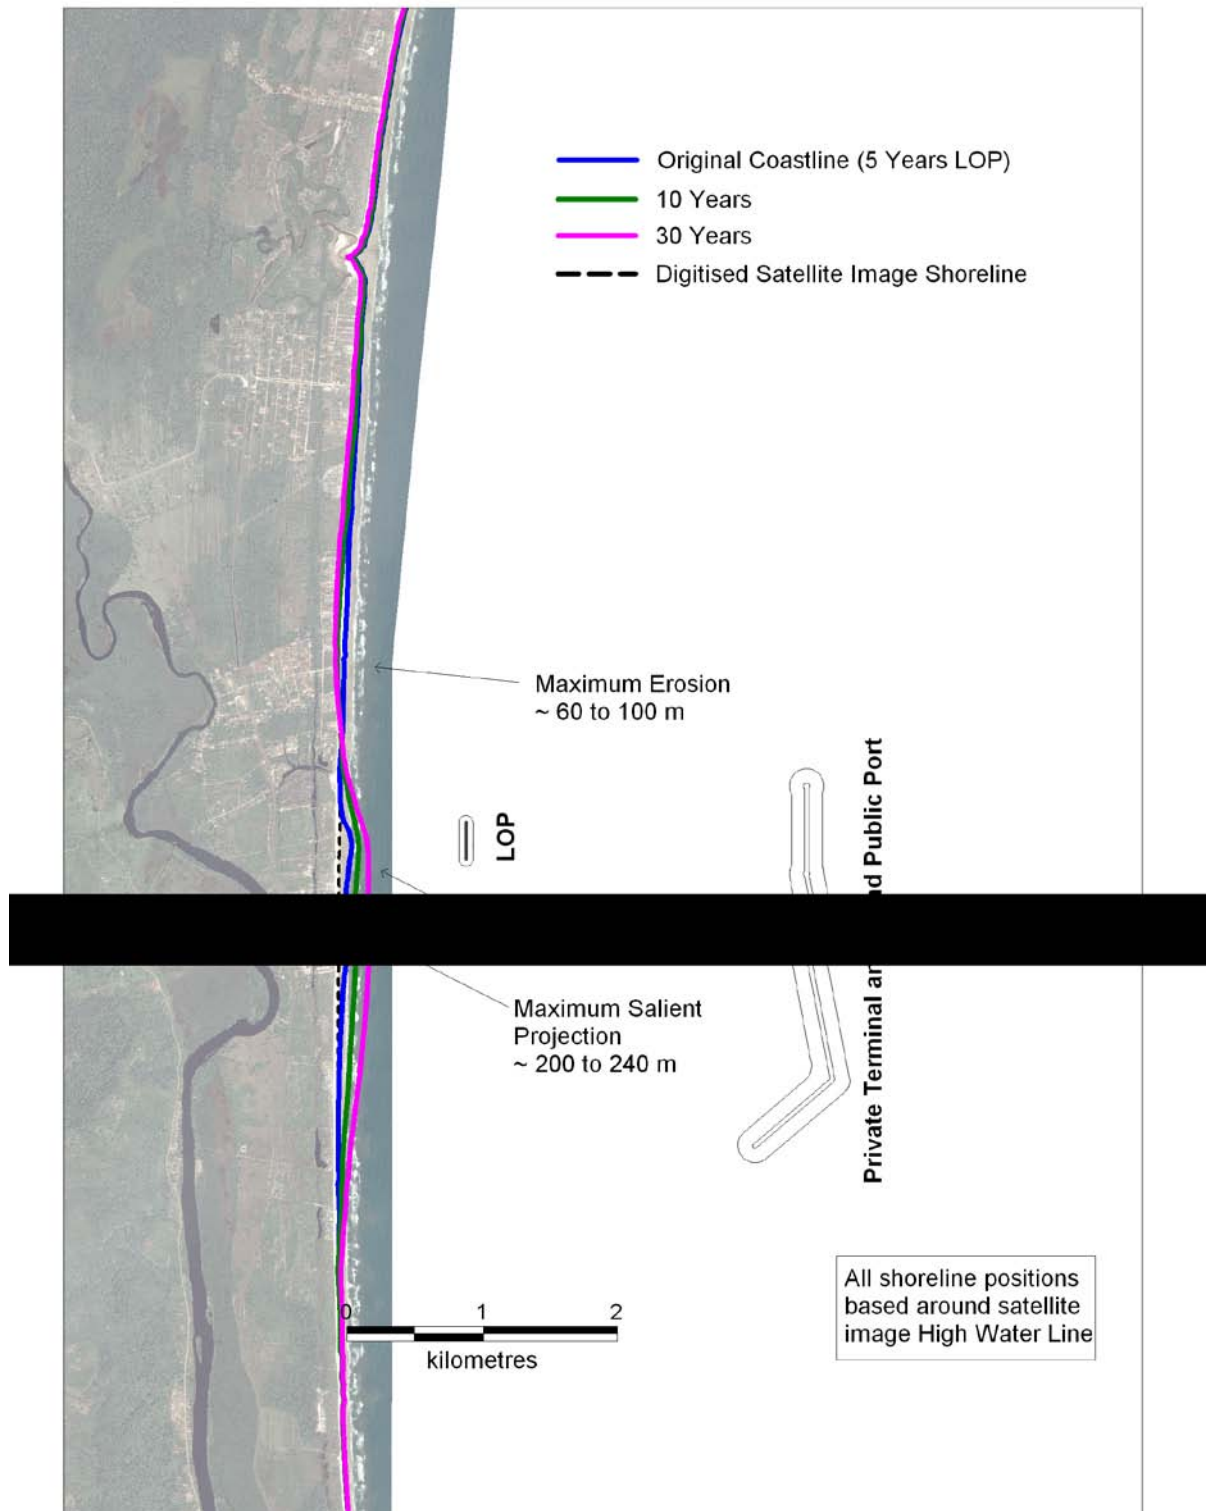 Original Coastline (5 Years LOP)
10 Years
30 Years
Digitised Satellite Image Shoreline
Maximum Erosion
~ 60 to 100 m
LOP
Private Terminal Public Port
Maximum Salient
Projection
~ 200 to 240 m
All shoreline positions
based around satellite
image High Water Line
0 1 2
kilometres